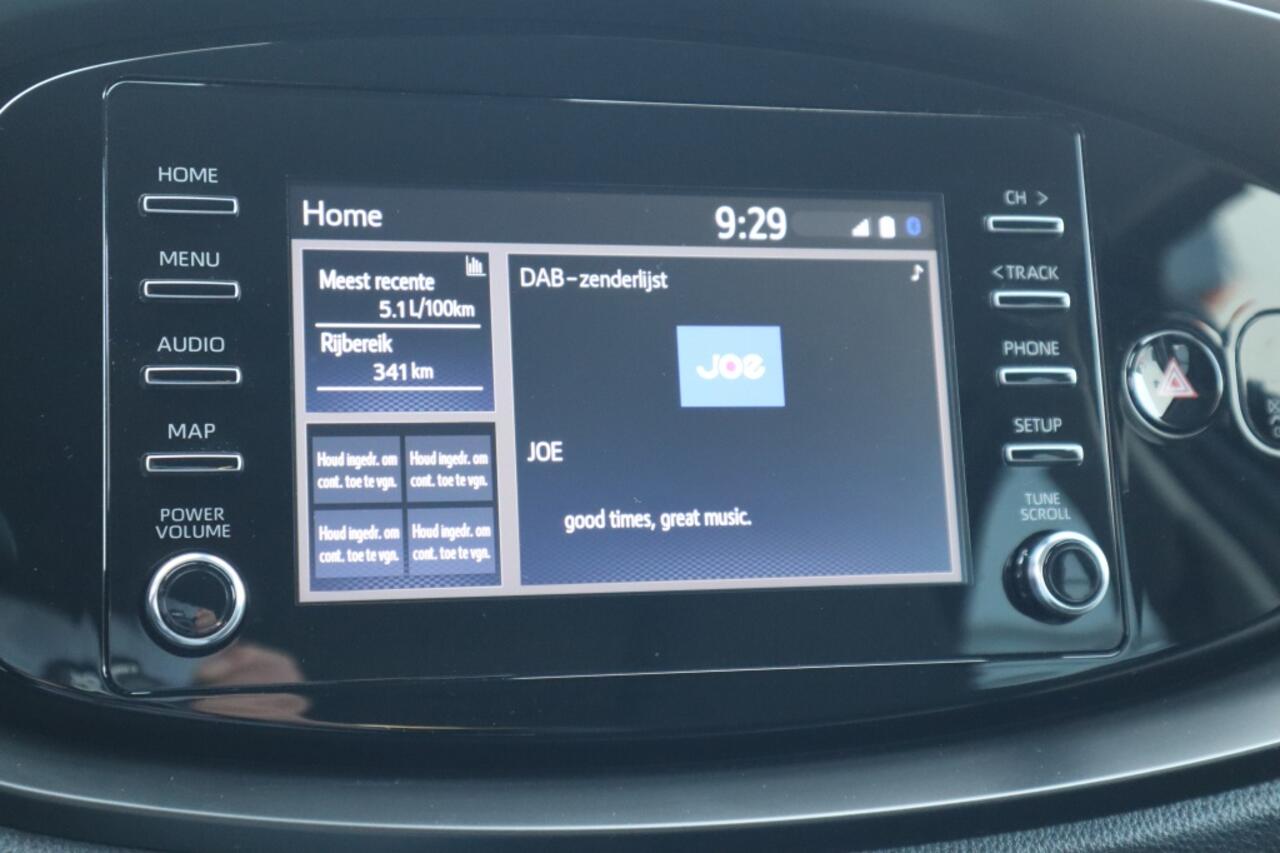 HOME
MENU
AUDIO
MAP
POWER
VOLUME
Home
9:29
Meest recente
5.1 L/100km
Rijbereik
341 km
Houd ingedr. om
cont. toe te vgn.
Houd ingedr. om
cont. toe te vgn.
Houd ingedr. om
cont. toe te vgn.
Houd ingedr. om
cont. toe te vgn.
DAB-zenderlijst
JOE
JOE
good times, great music.
CH >
< TRACK
PHONE
SETUP
TUNE
SCROLL